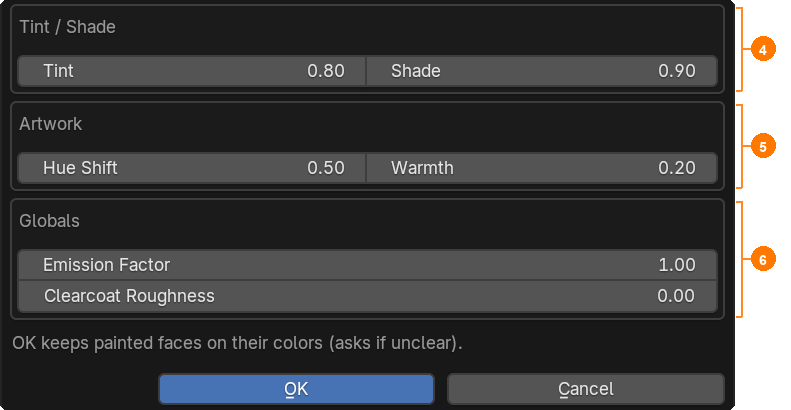 Tint / Shade
Tint 0.80 Shade 0.90
4
Artwork
Hue Shift 0.50 Warmth 0.20
5
Globals
Emission Factor 1.00
6
Clearcoat Roughness 0.00
OK keeps painted faces on their colors (asks if unclear).
OK Cancel